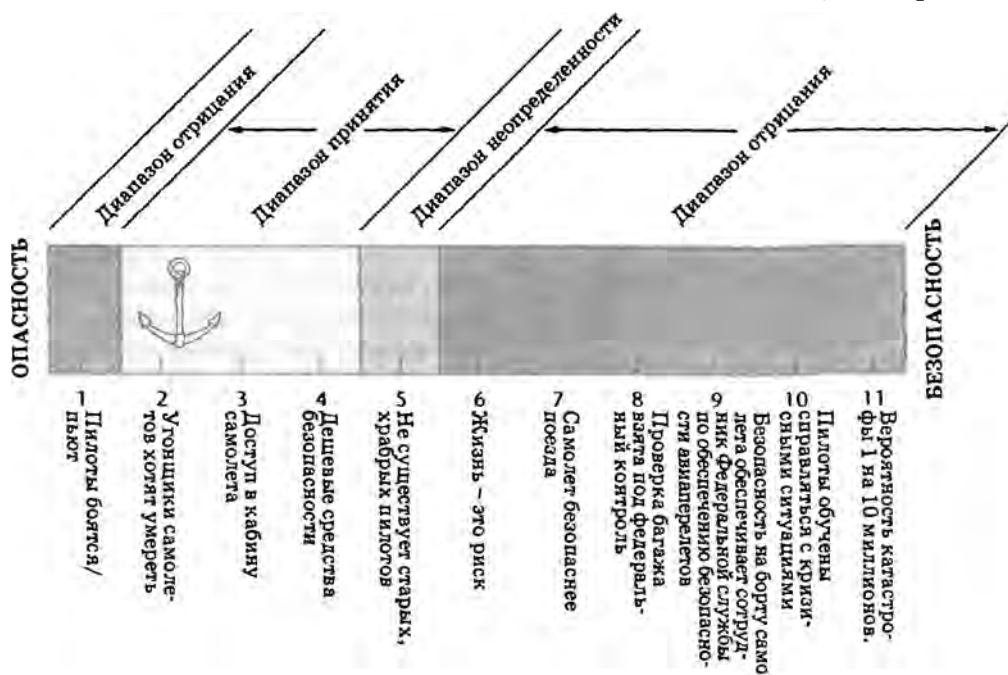 Диапазон отрицания
Диапазон принятия
Диапазон неопределенности
Диапазон отрицания
ОПАСНОСТЬ
БЕЗОПАСНОСТЬ
1
Пилоты боятся/
пьют
2
Угонщики самоле-
тов хотят умереть
3
Доступ в кабину
самолета
4
Дешевые средства
безопасности
5
Не существует старых,
храбрых пилотов
6
Жизнь – это риск
7
Самолет безопаснее
поезда
8
Проверка багажа
взята под федераль-
ный контроль
9
Безопасность на борту само
лета обеспечивает сотруд-
ник Федеральной службы
по обеспечению безопасно-
сти авиаперелетов
10
Пилоты обучены
справляться с кризи-
сными ситуациями
11
Вероятность катастро-
фы 1 на 10 миллионов.